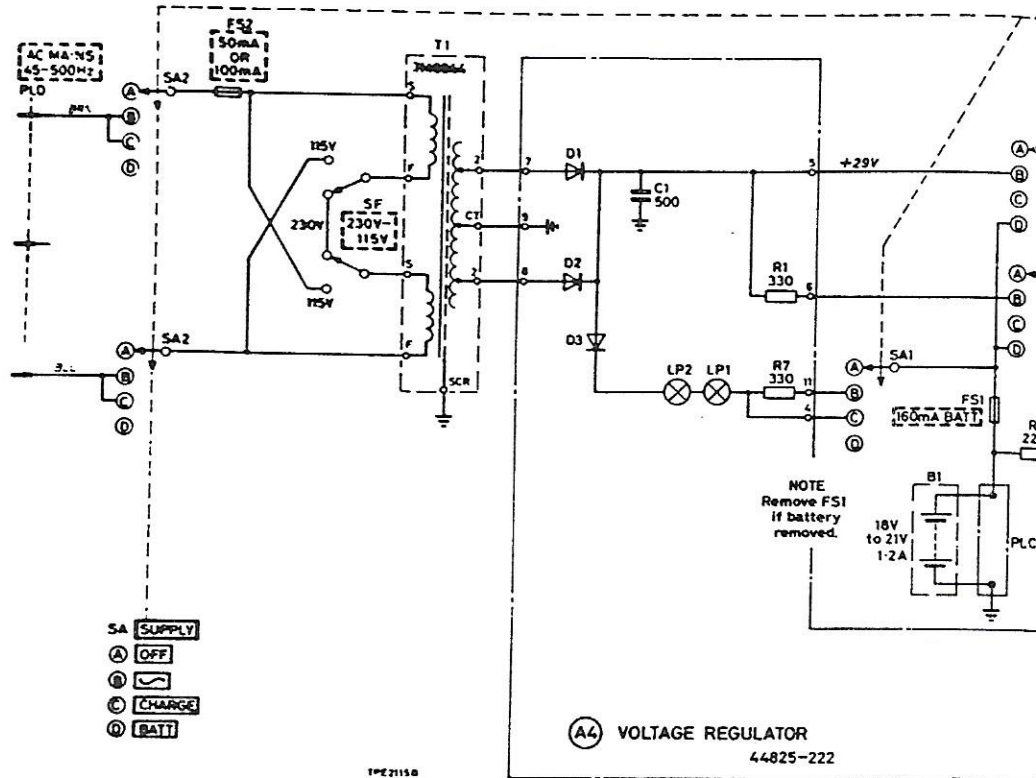 FS2
50mA
OR
100mA
T1
AC MAINS
45-500Hz
PLD
SA2
S
A
B
C
D
115V
F
2
7
D1
5
+29V
A
B
C
D
C1
500
SF
230V
230V-
115V
CT
9
S
2
8
D2
R1
330
6
A
B
C
D
115V
F
D3
SA2
A
B
C
D
SCR
LP2
LP1
R7
330
11
4
A
B
C
D
SA1
FS1
160mA BATT
R
22
NOTE
Remove FS1
if battery
removed.
B1
18V
to 21V
1·2A
PLC
SA SUPPLY
A OFF
B
C CHARGE
D BATT
A4 VOLTAGE REGULATOR
44825-222
TPE21150